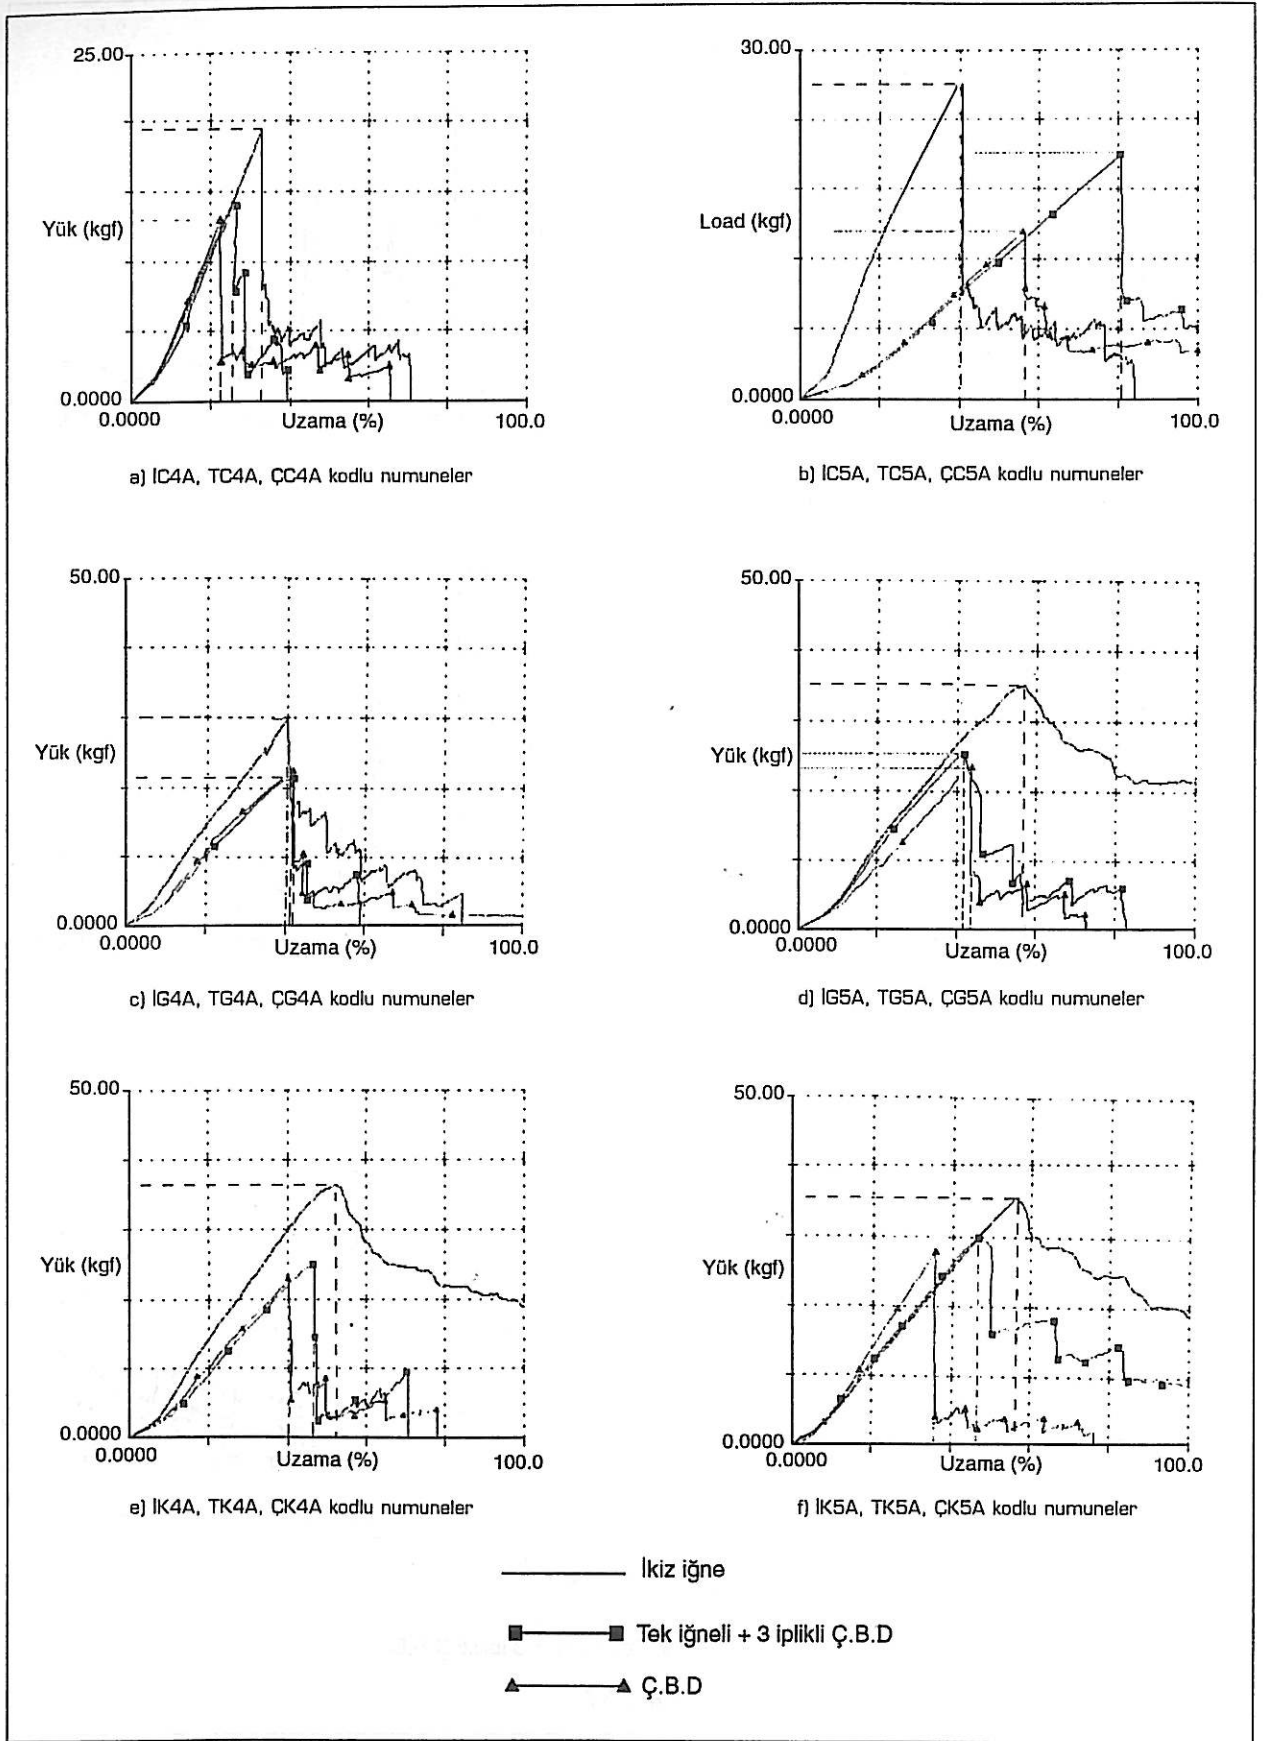 25.00
Yük (kgf)
0.0000
0.0000
Uzama (%)
100.0
a) İC4A, TC4A, ÇC4A kodlu numuneler
30.00
Load (kgf)
0.0000
0.0000
Uzama (%)
100.0
b) İC5A, TC5A, ÇC5A kodlu numuneler
50.00
Yük (kgf)
0.0000
0.0000
Uzama (%)
100.0
c) İG4A, TG4A, ÇG4A kodlu numuneler
50.00
Yük (kgf)
0.0000
0.0000
Uzama (%)
100.0
d) İG5A, TG5A, ÇG5A kodlu numuneler
50.00
Yük (kgf)
0.0000
0.0000
Uzama (%)
100.0
e) İK4A, TK4A, ÇK4A kodlu numuneler
50.00
Yük (kgf)
0.0000
0.0000
Uzama (%)
100.0
f) İK5A, TK5A, ÇK5A kodlu numuneler
İkiz iğne
Tek iğneli + 3 iplikli Ç.B.D
Ç.B.D